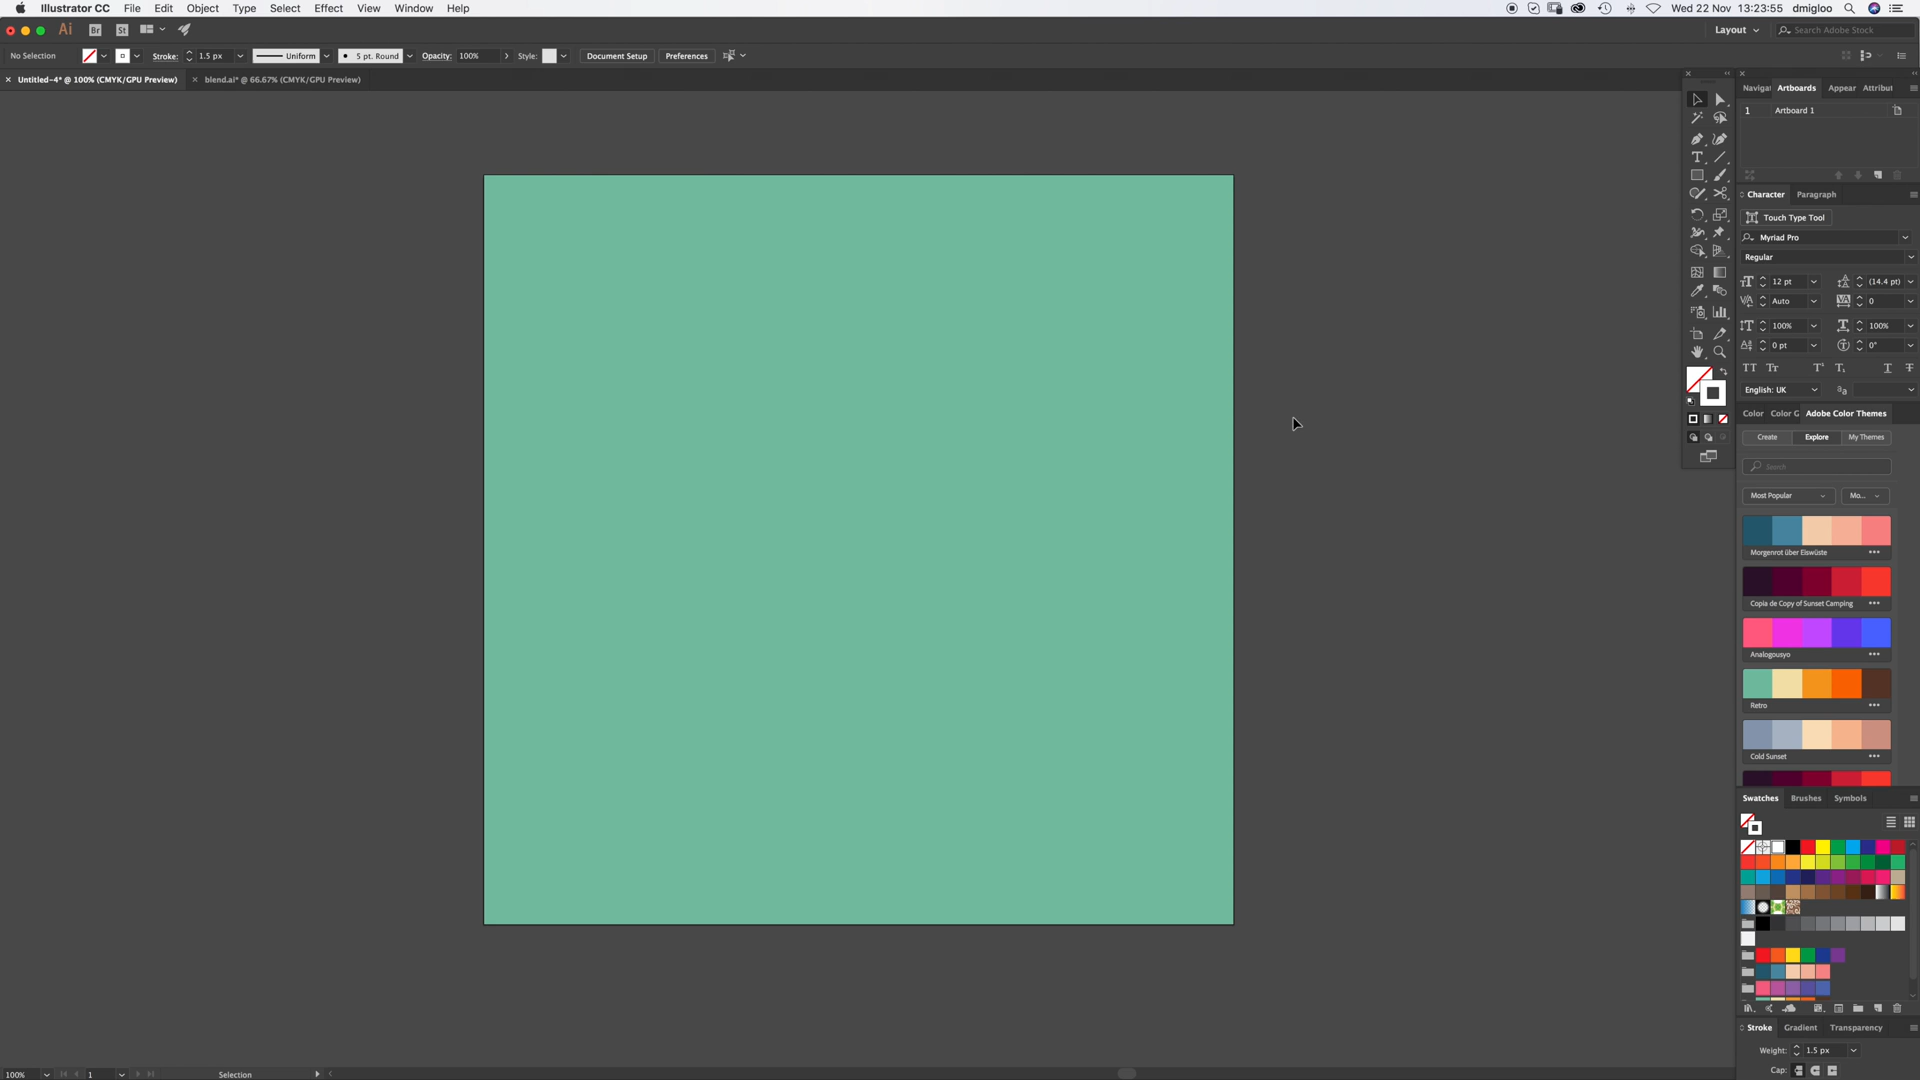 Illustrator CC File Edit Object Type Select Effect View Window Help
Wed 22 Nov 13:23:55 dmigloo
Ai Br St
Layout
Search Adobe Stock
No Selection
Stroke: 1.5 px
Uniform
5 pt. Round
Opacity: 100%
Style:
Document Setup
Preferences
Untitled-4* @ 100% (CMYK/GPU Preview)
blend.ai* @ 66.67% (CMYK/GPU Preview)
Navigat Artboards Appear Attribut
1 Artboard 1
Character Paragraph
Touch Type Tool
Myriad Pro
Regular
12 pt (14.4 pt)
Auto 0
100% 100%
0 pt 0°
English: UK
Color Color G Adobe Color Themes
Create Explore My Themes
Search
Most Popular Mo...
Morgenrot über Eiswüste
Copia de Copy of Sunset Camping
Analogousyo
Retro
Cold Sunset
Swatches Brushes Symbols
Stroke Gradient Transparency
Weight: 1.5 px
Cap:
100% 1 Selection